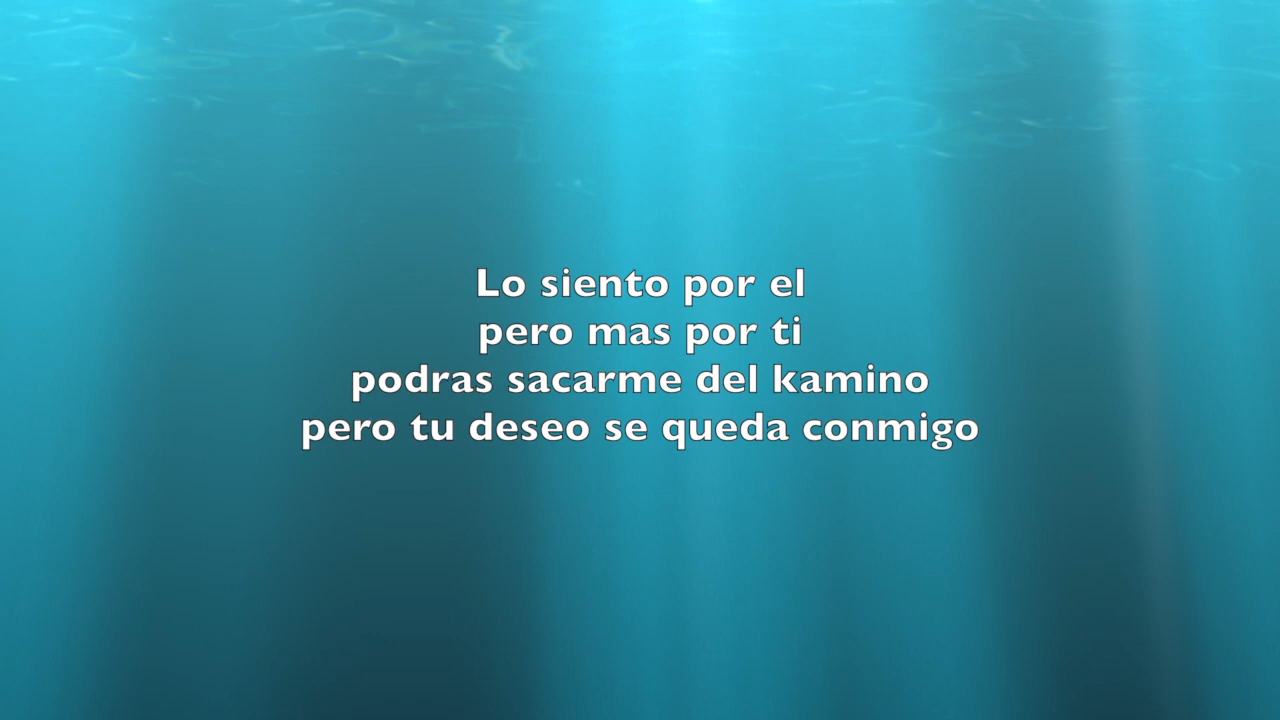 Lo siento por el
pero mas por ti
podras sacarme del kamino
pero tu deseo se queda conmigo